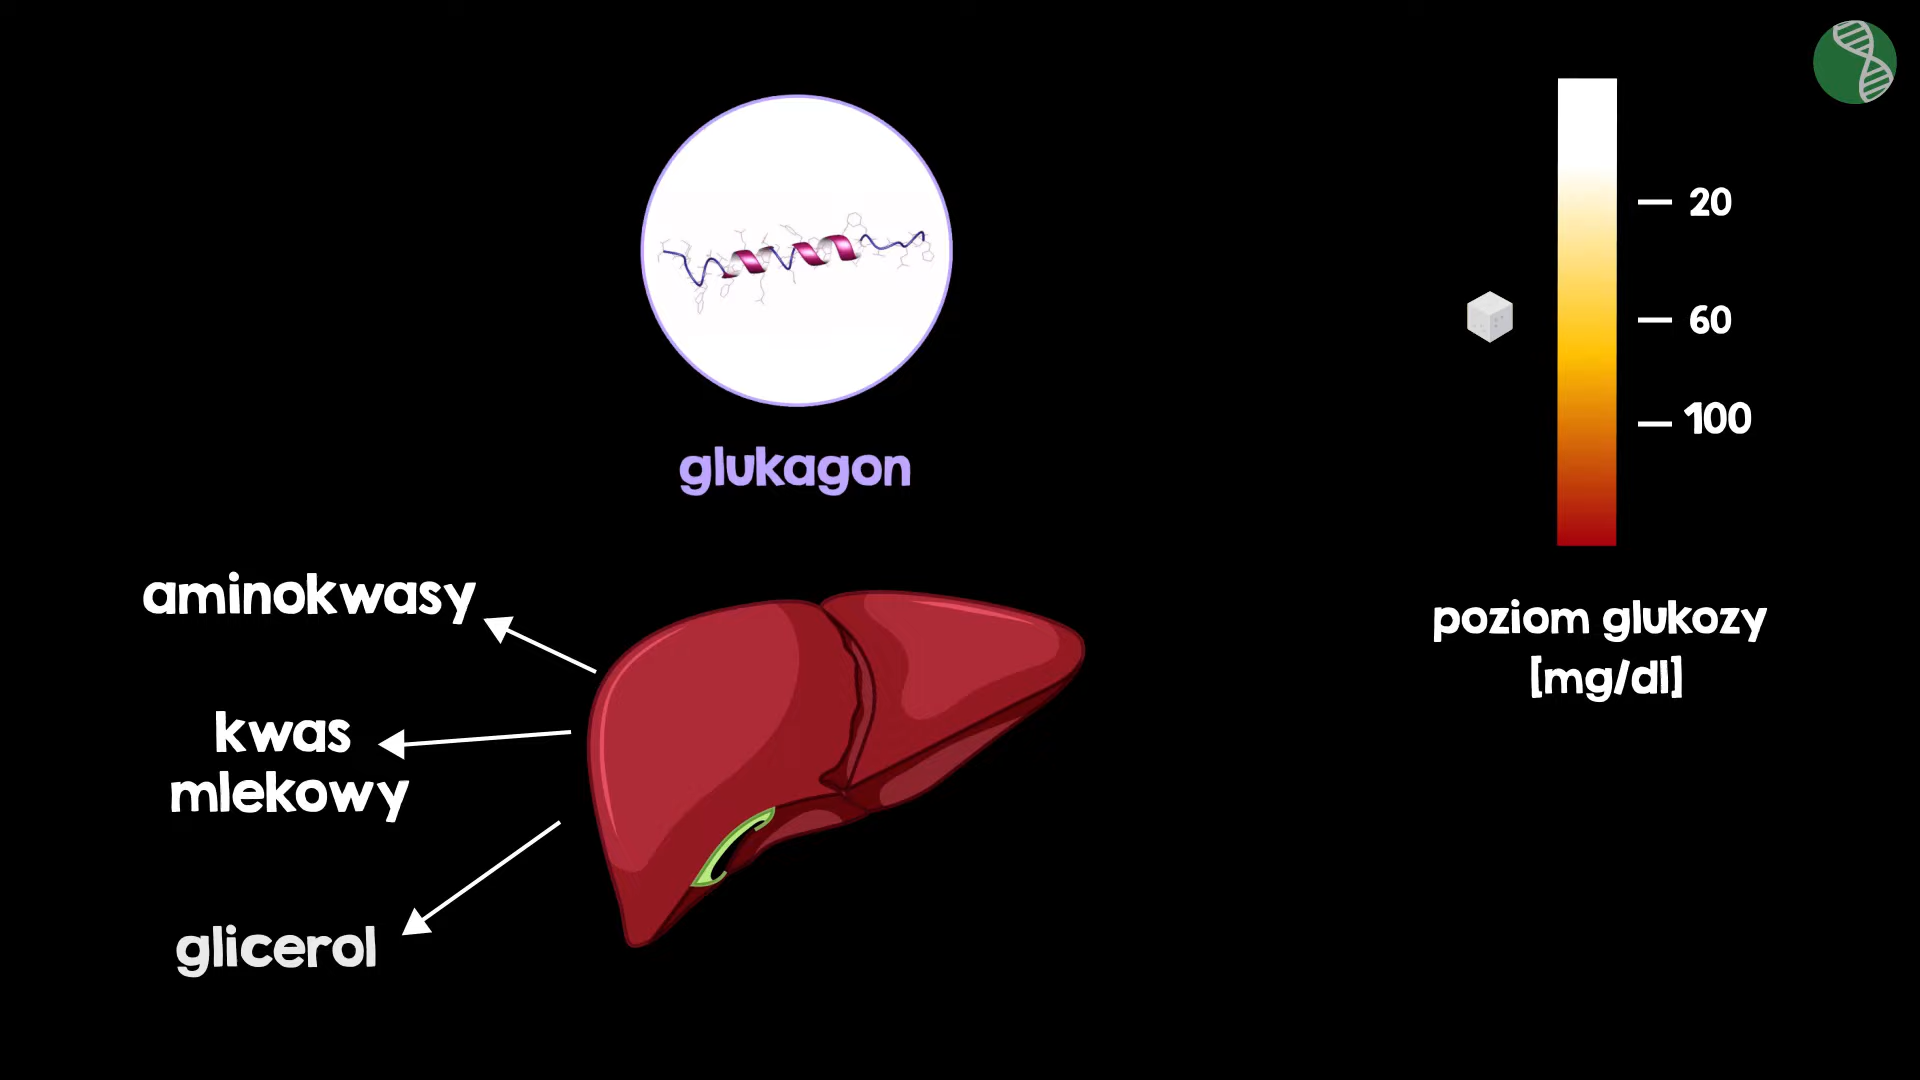 glukagon
aminokwasy
kwas
mlekowy
glicerol
20
60
100
poziom glukozy
[mg/dl]